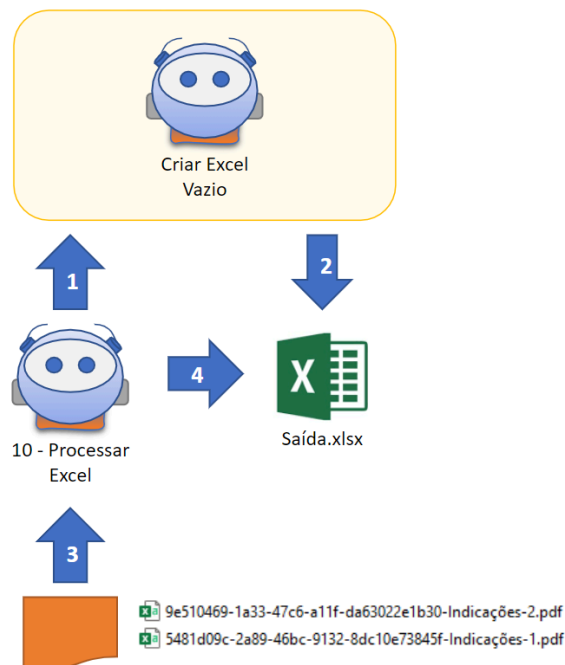 Criar Excel
Vazio
1
2
10 - Processar
Excel
4
X
Saída.xlsx
3
9e510469-1a33-47c6-a11f-da63022e1b30-Indicações-2.pdf
5481d09c-2a89-46bc-9132-8dc10e73845f-Indicações-1.pdf